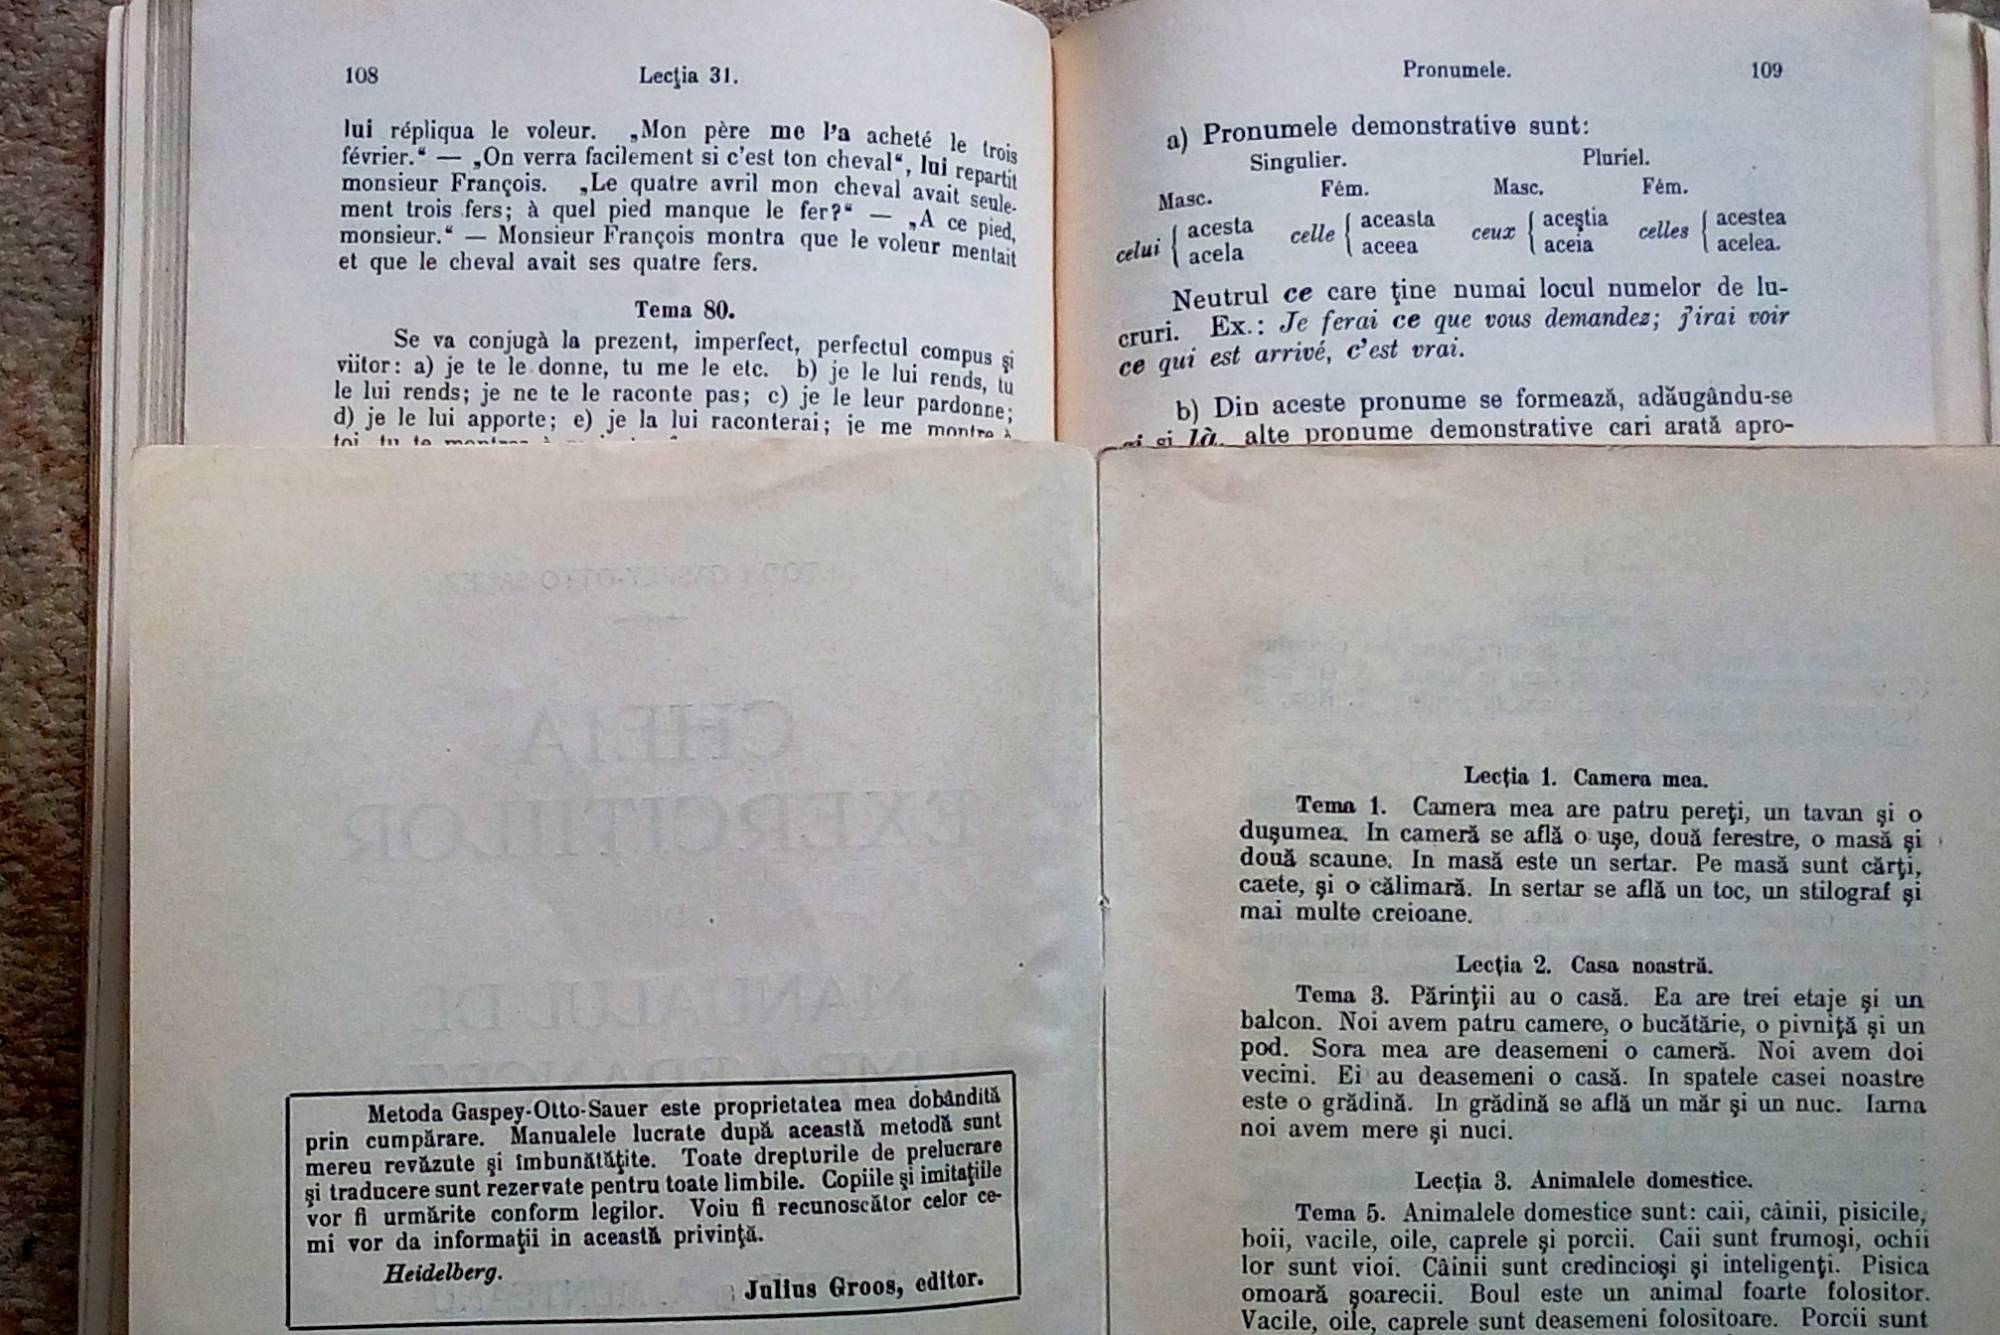 108 Lecţia 31.
lui répliqua le voleur. „Mon père me l'a acheté le trois
février.“ — „On verra facilement si c'est ton cheval“, lui repartit
monsieur François. „Le quatre avril mon cheval avait seule-
ment trois fers; à quel pied manque le fer?“ — „A ce pied,
monsieur.“ — Monsieur François montra que le voleur mentait
et que le cheval avait ses quatre fers.
Tema 80.
Se va conjugà la prezent, imperfect, perfectul compus şi
viitor: a) je te le donne, tu me le etc. b) je le lui rends, tu
le lui rends; je ne te le raconte pas; c) je le leur pardonne;
d) je le lui apporte; e) je la lui raconterai; je me montre à
Pronumele. 109
a) Pronumele demonstrative sunt:
Singulier. Pluriel.
Masc. Fém. Masc. Fém.
celui { acesta celle { aceasta ceux { aceştia celles { acestea
acela aceea aceia acelea.
Neutrul ce care ţine numai locul numelor de lu-
cruri. Ex.: Je ferai ce que vous demandez; j'irai voir
ce qui est arrivé, c'est vrai.
b) Din aceste pronume se formează, adăugându-se
şi là, alte pronume demonstrative cari arată apro-
CHEIA
EXERCIŢIILOR
MANUALUL DE
Metoda Gaspey-Otto-Sauer este proprietatea mea dobândită
prin cumpărare. Manualele lucrate după această metodă sunt
mereu revăzute şi îmbunătăţite. Toate drepturile de prelucrare
şi traducere sunt rezervate pentru toate limbile. Copiile şi imitaţiile
vor fi urmărite conform legilor. Voiu fi recunoscător celor ce-
mi vor da informaţii in această privinţă.
Heidelberg.
Julius Groos, editor.
Lecţia 1. Camera mea.
Tema 1. Camera mea are patru pereţi, un tavan şi o
duşumea. In cameră se află o uşe, două ferestre, o masă şi
două scaune. In masă este un sertar. Pe masă sunt cărţi,
caete, şi o călimară. In sertar se află un toc, un stilograf şi
mai multe creioane.
Lecţia 2. Casa noastră.
Tema 3. Părinţii au o casă. Ea are trei etaje şi un
balcon. Noi avem patru camere, o bucătărie, o pivniţă şi un
pod. Sora mea are deasemeni o cameră. Noi avem doi
vecini. Ei au deasemeni o casă. In spatele casei noastre
este o grădină. In grădină se află un măr şi un nuc. Iarna
noi avem mere şi nuci.
Lecţia 3. Animalele domestice.
Tema 5. Animalele domestice sunt: caii, câinii, pisicile,
boii, vacile, oile, caprele şi porcii. Caii sunt frumoşi, ochii
lor sunt vioi. Câinii sunt credincioşi şi inteligenţi. Pisica
omoară şoarecii. Boul este un animal foarte folositor.
Vacile, oile, caprele sunt deasemeni folositoare. Porcii sunt